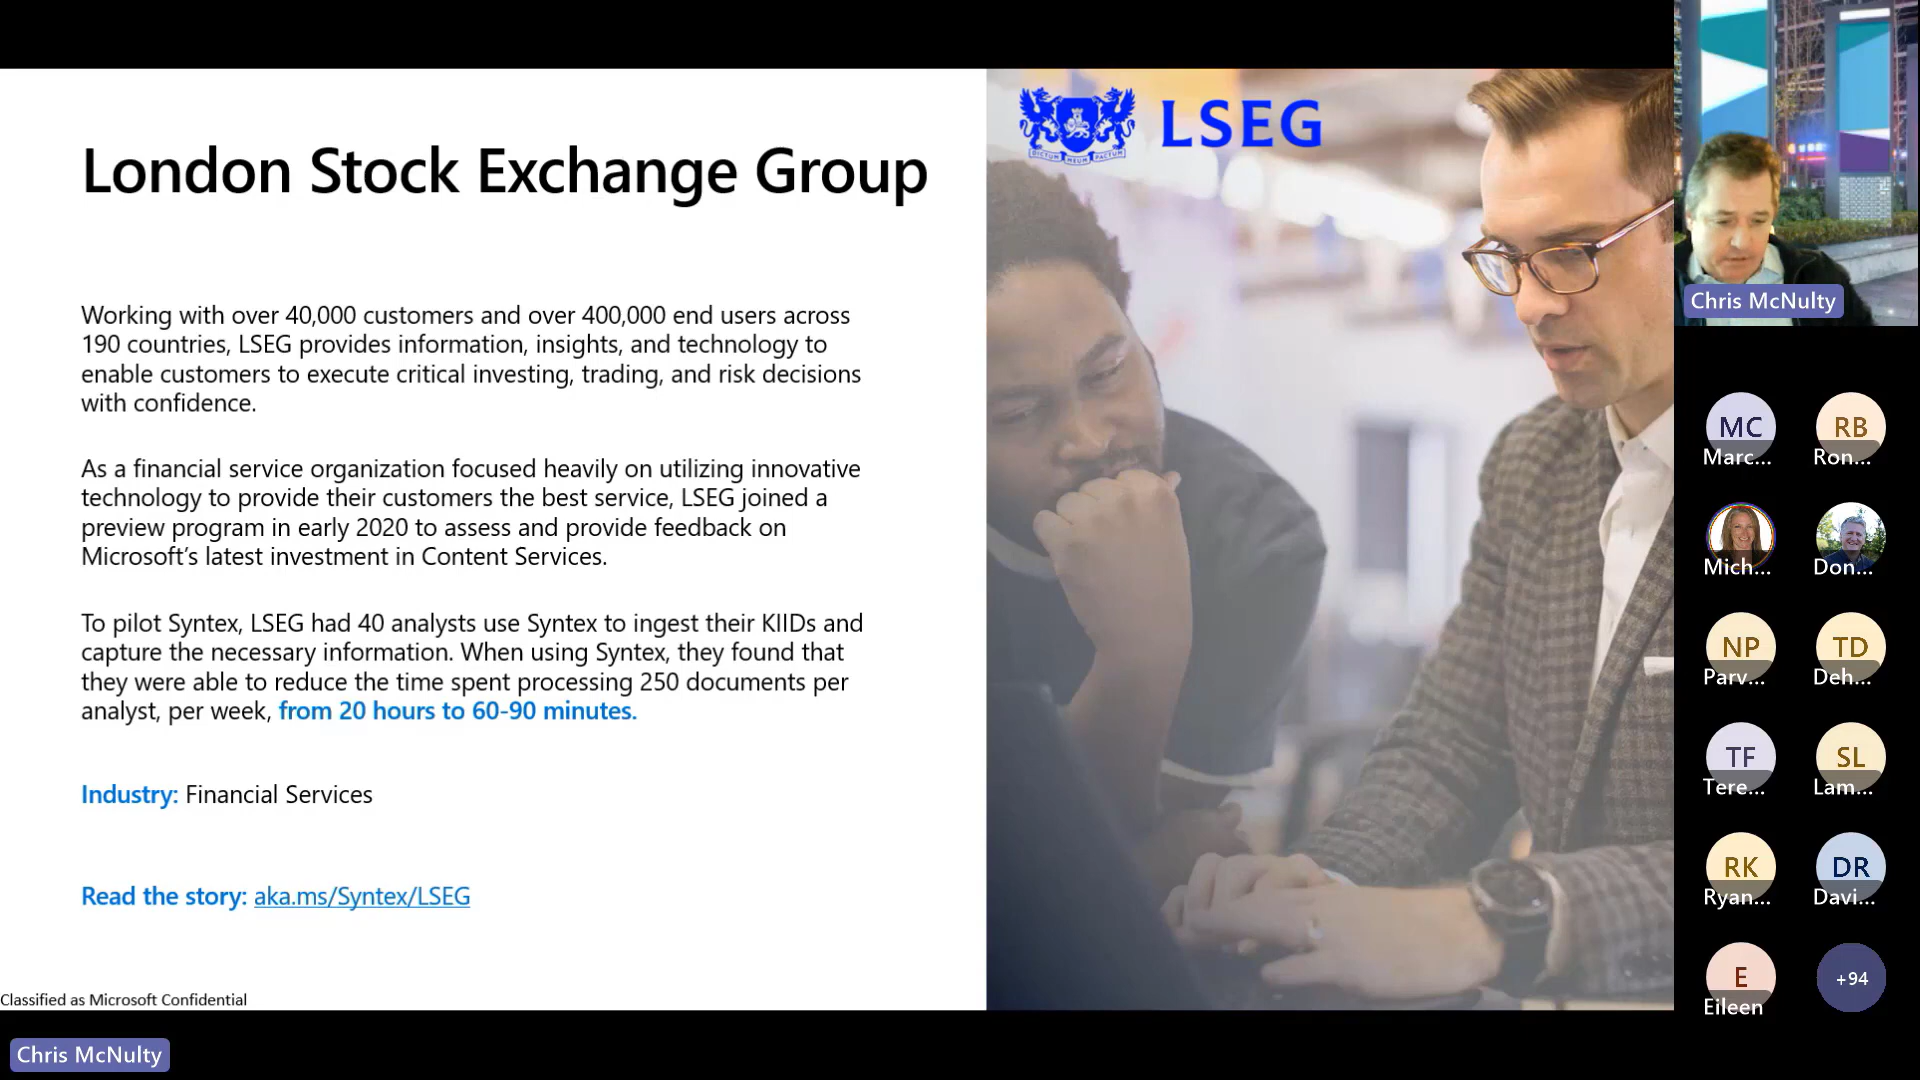 London Stock Exchange Group
Working with over 40,000 customers and over 400,000 end users across
190 countries, LSEG provides information, insights, and technology to
enable customers to execute critical investing, trading, and risk decisions
with confidence.
As a financial service organization focused heavily on utilizing innovative
technology to provide their customers the best service, LSEG joined a
preview program in early 2020 to assess and provide feedback on
Microsoft's latest investment in Content Services.
To pilot Syntex, LSEG had 40 analysts use Syntex to ingest their KIIDs and
capture the necessary information. When using Syntex, they found that
they were able to reduce the time spent processing 250 documents per
analyst, per week, from 20 hours to 60-90 minutes.
Industry: Financial Services
Read the story: aka.ms/Syntex/LSEG
Classified as Microsoft Confidential
Chris McNulty
LSEG
DICTUM MEUM PACTUM
Chris McNulty
MC
Marc...
RB
Ron...
Mich...
Don...
NP
Parv...
TD
Deh...
TF
Tere...
SL
Lam...
RK
Ryan...
DR
Davi...
E
Eileen
+94